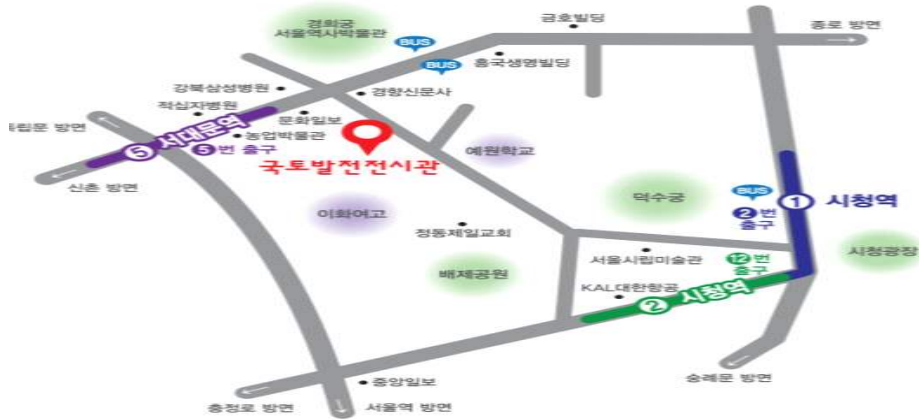 경희궁
서울역사박물관
금호빌딩
종로 방면
BUS
BUS
흥국생명빌딩
강북삼성병원
경향신문사
적십자병원
문화일보
독립문 방면
5 서대문역
농업박물관
5번 출구
국토발전전시관
예원학교
신촌 방면
이화여고
덕수궁
BUS
2번
출구
1 시청역
정동제일교회
시청광장
서울시립미술관
12번
출구
배재공원
KAL대한항공
2 시청역
중앙일보
숭례문 방면
충정로 방면
서울역 방면